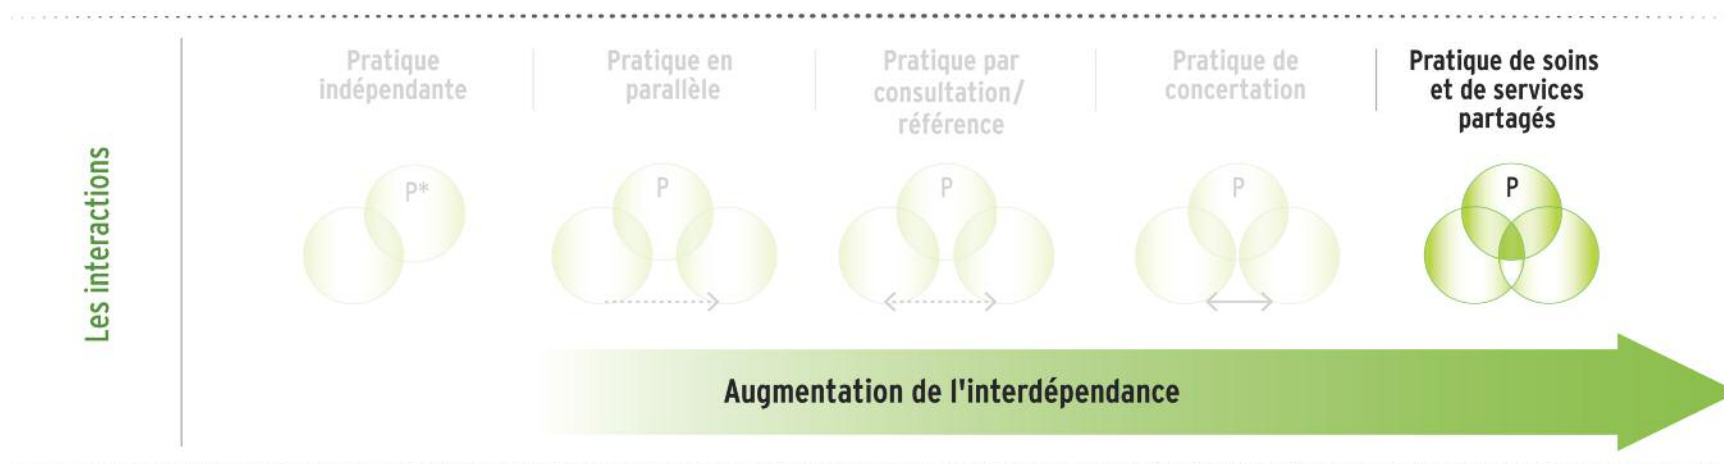 Les interactions
Pratique
indépendante
Pratique en
parallèle
Pratique par
consultation/
référence
Pratique de
concertation
Pratique de soins
et de services
partagés
P*
P
P
P
P
Augmentation de l'interdépendance